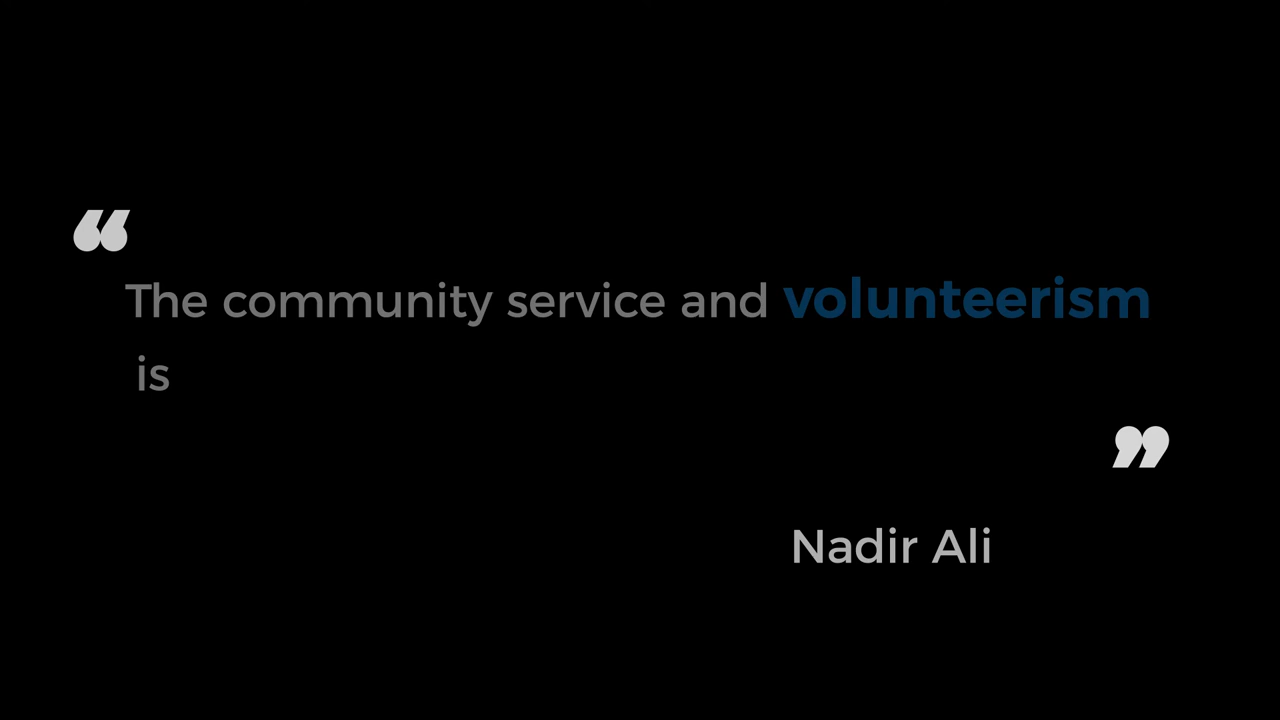 “
The community service and volunteerism
is
”
Nadir Ali